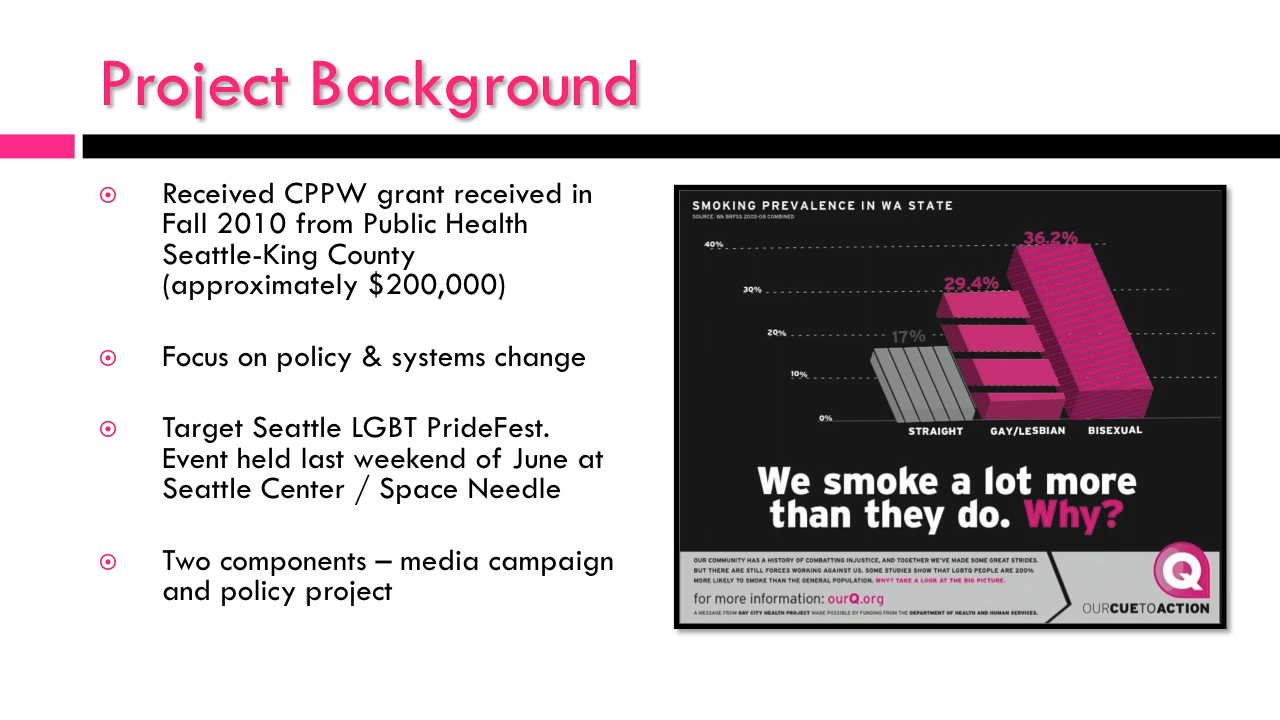 Project Background
Received CPPW grant received in
Fall 2010 from Public Health
Seattle-King County
(approximately $200,000)
Focus on policy & systems change
Target Seattle LGBT PrideFest.
Event held last weekend of June at
Seattle Center / Space Needle
Two components – media campaign
and policy project
SMOKING PREVALENCE IN WA STATE
SOURCE: WA BRFSS 2003-08 COMBINED
40%
36.2%
30%
29.4%
20%
17%
10%
0%
STRAIGHT GAY/LESBIAN BISEXUAL
We smoke a lot more
than they do. Why?
OUR COMMUNITY HAS A HISTORY OF COMBATTING INJUSTICE, AND TOGETHER WE'VE MADE SOME GREAT STRIDES.
BUT THERE ARE STILL FORCES WORKING AGAINST US. SOME STUDIES SHOW THAT LGBTQ PEOPLE ARE 200%
MORE LIKELY TO SMOKE THAN THE GENERAL POPULATION. WHY? TAKE A LOOK AT THE BIG PICTURE.
for more information: ourQ.org
A MESSAGE FROM GAY CITY HEALTH PROJECT MADE POSSIBLE BY FUNDING FROM THE DEPARTMENT OF HEALTH AND HUMAN SERVICES.
Q
OURCUETOACTION